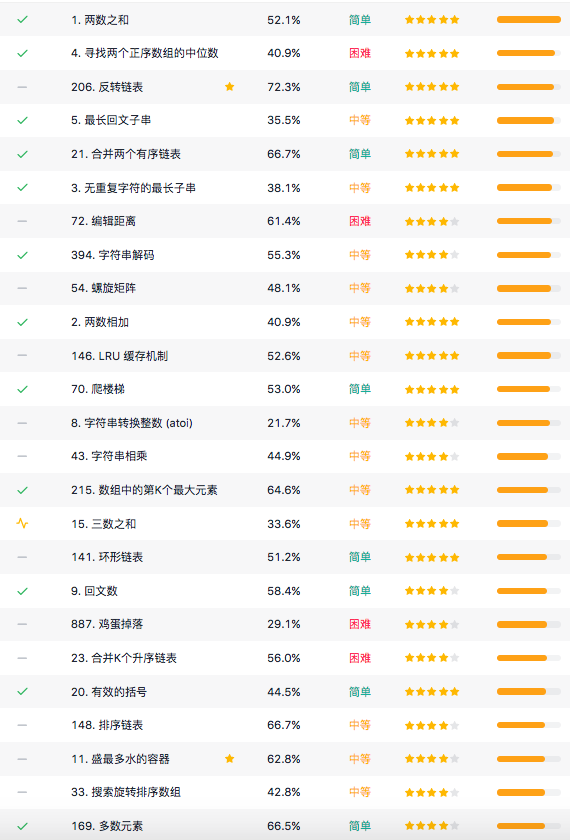 1. 两数之和 52.1% 简单
4. 寻找两个正序数组的中位数 40.9% 困难
206. 反转链表 72.3% 简单
5. 最长回文子串 35.5% 中等
21. 合并两个有序链表 66.7% 简单
3. 无重复字符的最长子串 38.1% 中等
72. 编辑距离 61.4% 困难
394. 字符串解码 55.3% 中等
54. 螺旋矩阵 48.1% 中等
2. 两数相加 40.9% 中等
146. LRU 缓存机制 52.6% 中等
70. 爬楼梯 53.0% 简单
8. 字符串转换整数 (atoi) 21.7% 中等
43. 字符串相乘 44.9% 中等
215. 数组中的第K个最大元素 64.6% 中等
15. 三数之和 33.6% 中等
141. 环形链表 51.2% 简单
9. 回文数 58.4% 简单
887. 鸡蛋掉落 29.1% 困难
23. 合并K个升序链表 56.0% 困难
20. 有效的括号 44.5% 简单
148. 排序链表 66.7% 中等
11. 盛最多水的容器 62.8% 中等
33. 搜索旋转排序数组 42.8% 中等
169. 多数元素 66.5% 简单